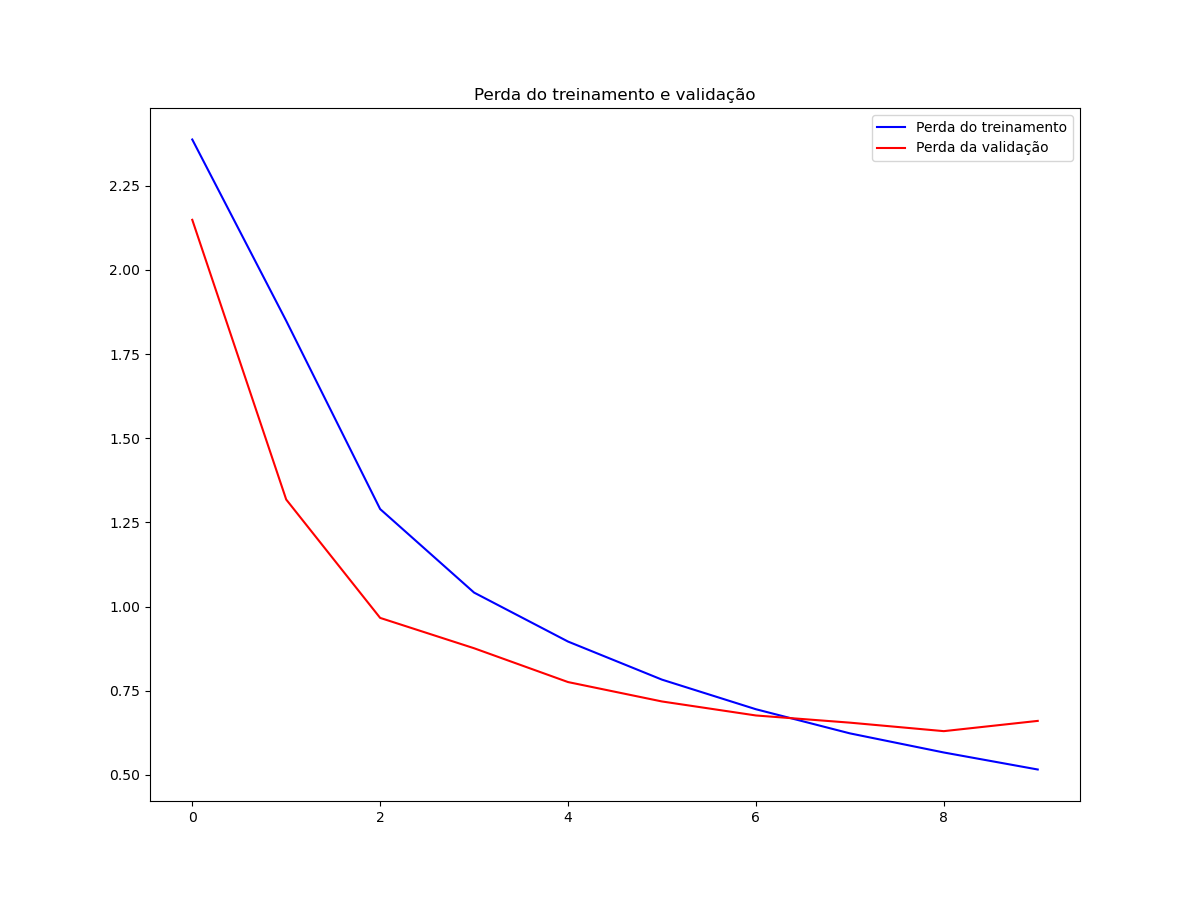 Perda do treinamento e validação
Perda do treinamento
Perda da validação
2.25
2.00
1.75
1.50
1.25
1.00
0.75
0.50
0 2 4 6 8